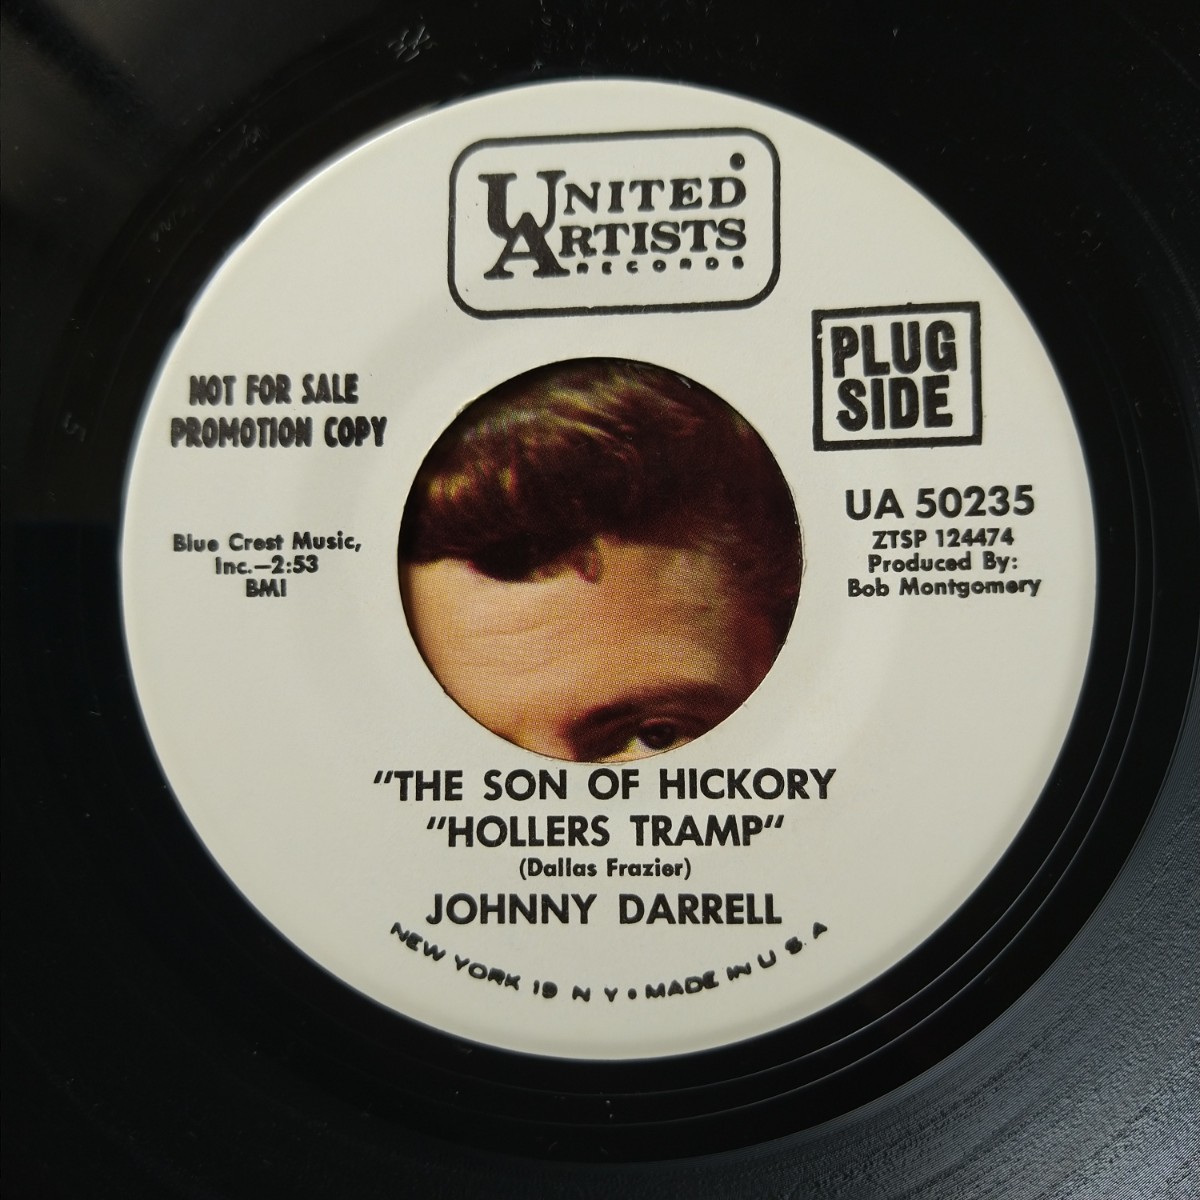 UNITED
ARTISTS
RECORDS
PLUG
SIDE
NOT FOR SALE
PROMOTION COPY
UA 50235
ZTSP 124474
Produced By:
Bob Montgomery
Blue Crest Music,
Inc.—2:53
BMI
"THE SON OF HICKORY
"HOLLERS TRAMP"
(Dallas Frazier)
JOHNNY DARRELL
NEW YORK 19 N Y • MADE IN U S. A